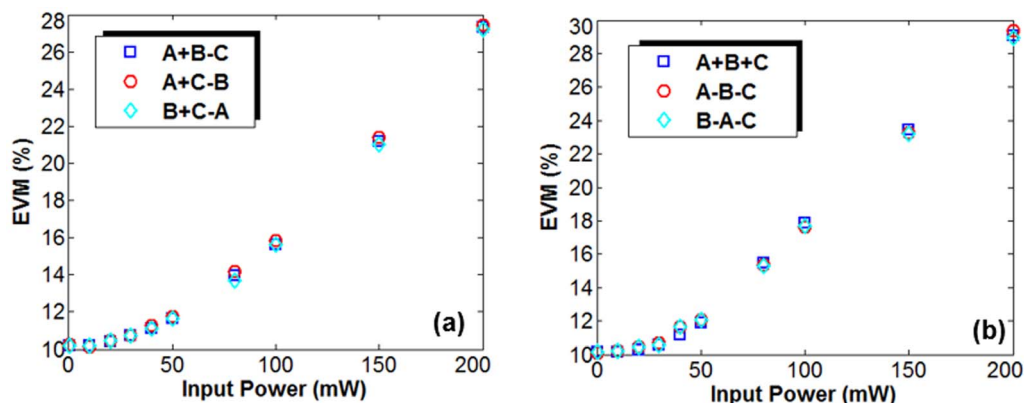 28
26
24
22
20
18
16
14
12
10
EVM (%)
A+B-C
A+C-B
B+C-A
(a)
0
50
100
150
200
Input Power (mW)
30
28
26
24
22
20
18
16
14
12
10
EVM (%)
A+B+C
A-B-C
B-A-C
(b)
0
50
100
150
200
Input Power (mW)